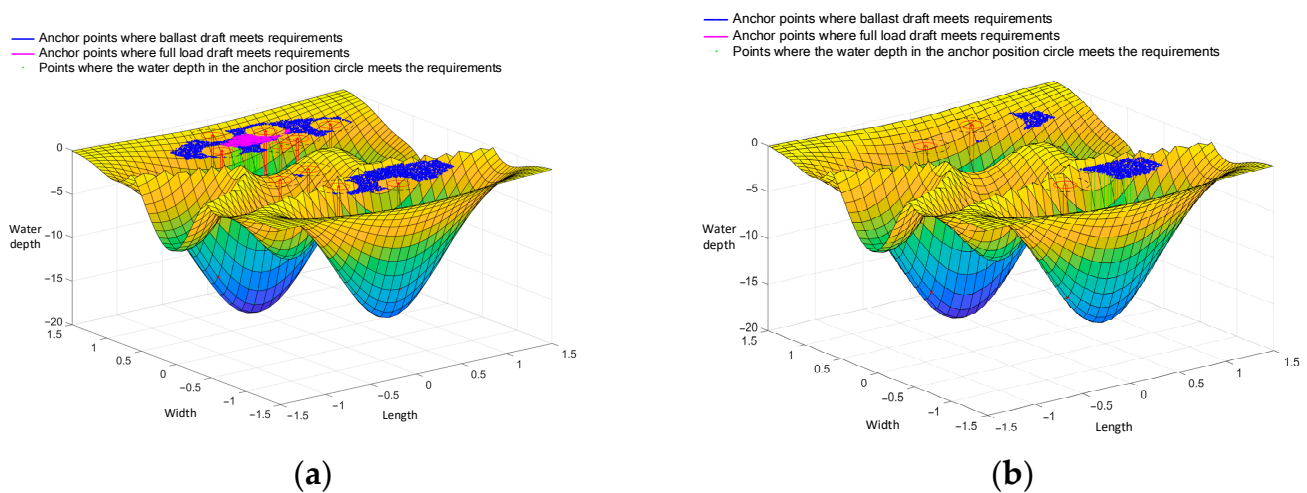 Anchor points where ballast draft meets requirements
Anchor points where full load draft meets requirements
Points where the water depth in the anchor position circle meets the requirements
0
−5
−10
−15
−20
Water
depth
1.5
1
0.5
0
−0.5
−1
−1.5
Width
−1.5
−1
−0.5
0
0.5
1
1.5
Length
(a)
Anchor points where ballast draft meets requirements
Anchor points where full load draft meets requirements
Points where the water depth in the anchor position circle meets the requirements
0
−5
−10
−15
−20
Water
depth
1.5
1
0.5
0
−0.5
−1
−1.5
Width
−1.5
−1
−0.5
0
0.5
1
1.5
Length
(b)